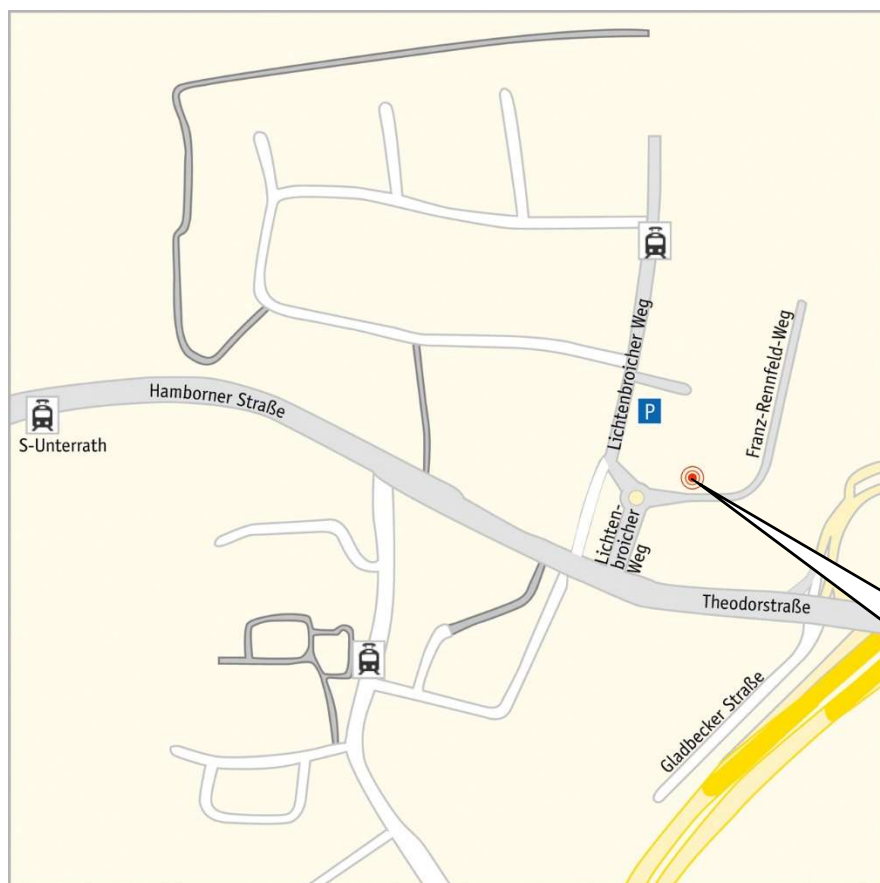 Lichtenbroicher Weg
Franz-Rennfeld-Weg
Hamborner Straße
P
S-Unterrath
Lichten-
broicher
Weg
Theodorstraße
Gladbecker Straße